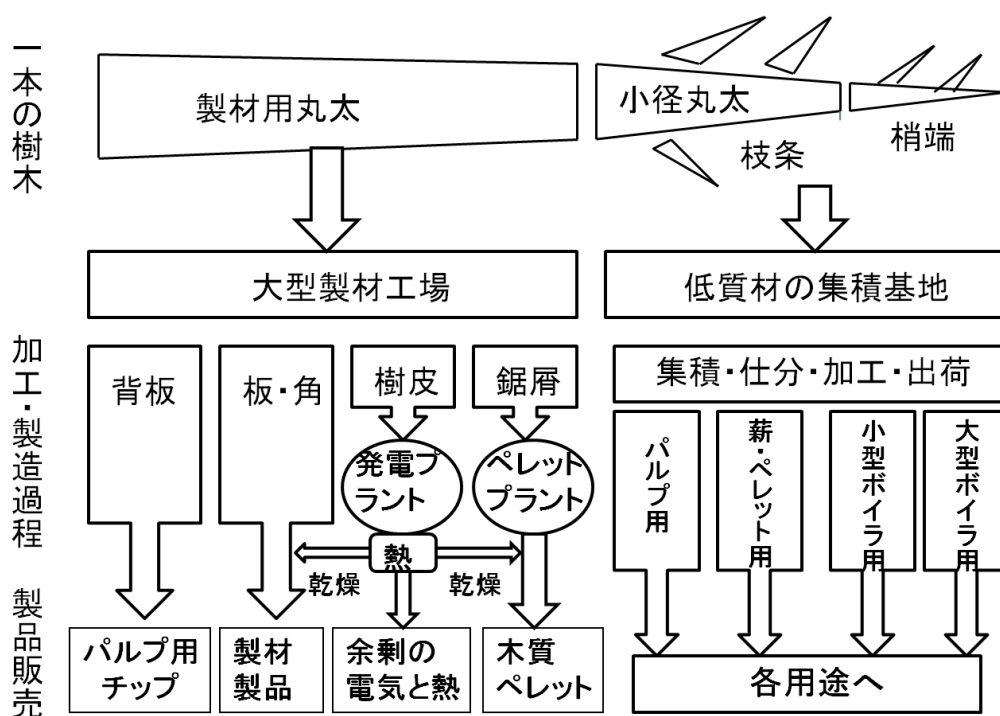 一本の樹木
製材用丸太
小径丸太
枝条
梢端
大型製材工場
低質材の集積基地
加工・製造過程
背板
板・角
樹皮
鋸屑
集積・仕分・加工・出荷
発電プ
ラント
ペレット
プラント
パルプ用
薪・ペレット用
小型ボイラ用
大型ボイラ用
熱
乾燥
乾燥
製品販売
パルプ用
チップ
製材
製品
余剰の
電気と熱
木質
ペレット
各用途へ